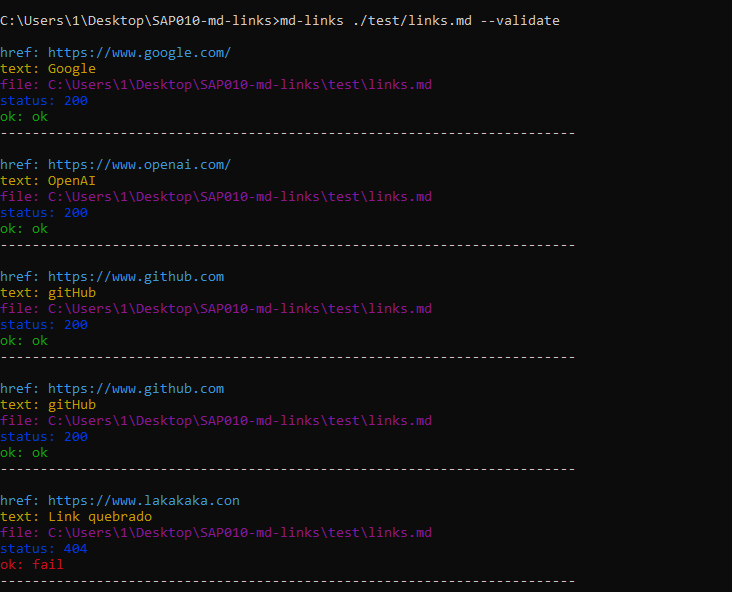 C:\Users\1\Desktop\SAP010-md-links>md-links ./test/links.md --validate
href: https://www.google.com/
text: Google
file: C:\Users\1\Desktop\SAP010-md-links\test\links.md
status: 200
ok: ok
------------------------------------------------------------------------
href: https://www.openai.com/
text: OpenAI
file: C:\Users\1\Desktop\SAP010-md-links\test\links.md
status: 200
ok: ok
------------------------------------------------------------------------
href: https://www.github.com
text: gitHub
file: C:\Users\1\Desktop\SAP010-md-links\test\links.md
status: 200
ok: ok
------------------------------------------------------------------------
href: https://www.github.com
text: gitHub
file: C:\Users\1\Desktop\SAP010-md-links\test\links.md
status: 200
ok: ok
------------------------------------------------------------------------
href: https://www.lakakaka.con
text: Link quebrado
file: C:\Users\1\Desktop\SAP010-md-links\test\links.md
status: 404
ok: fail
------------------------------------------------------------------------